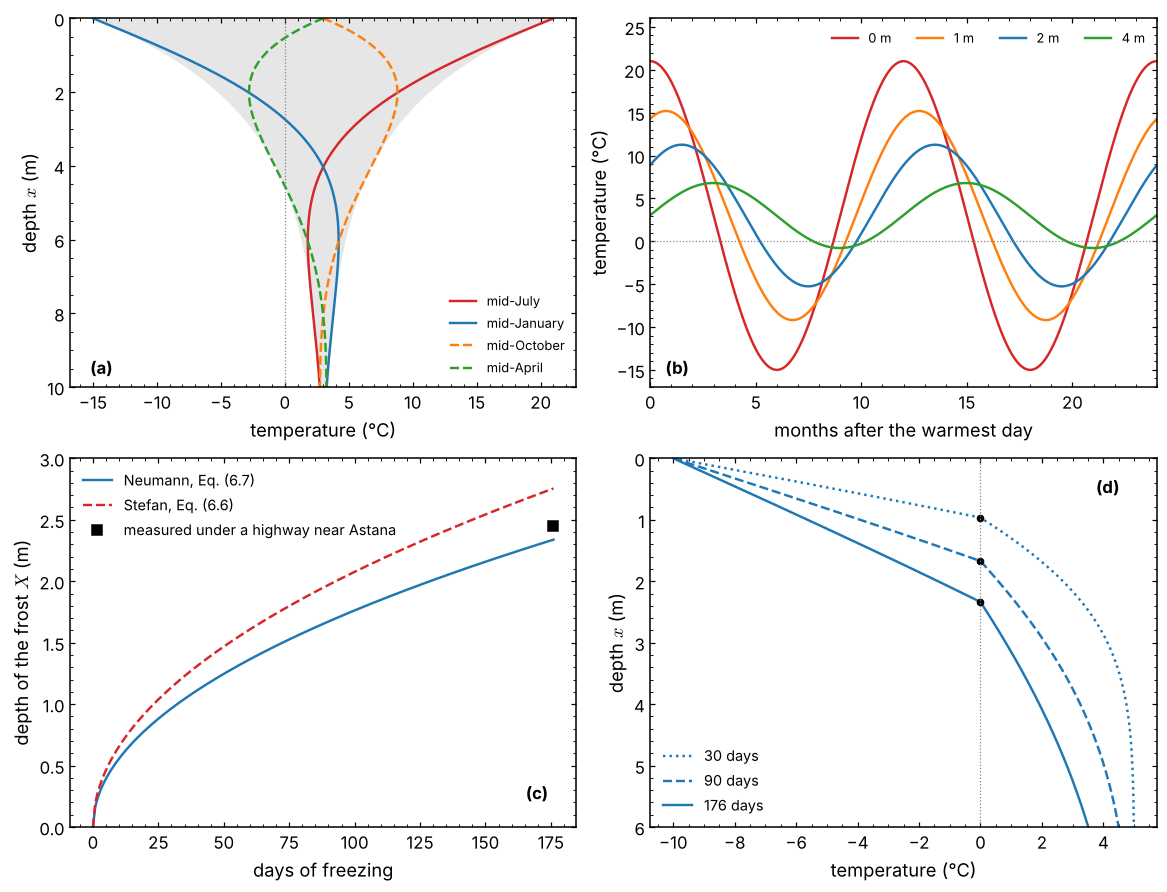 0
2
4
6
8
10
depth x (m)
−15
−10
−5
0
5
10
15
20
temperature (°C)
mid-July
mid-January
mid-October
mid-April
(a)
25
20
15
10
5
0
−5
−10
−15
temperature (°C)
0
5
10
15
20
months after the warmest day
0 m
1 m
2 m
4 m
(b)
3.0
2.5
2.0
1.5
1.0
0.5
0.0
depth of the frost X (m)
0
25
50
75
100
125
150
175
days of freezing
Neumann, Eq. (6.7)
Stefan, Eq. (6.6)
measured under a highway near Astana
(c)
0
1
2
3
4
5
6
depth x (m)
−10
−8
−6
−4
−2
0
2
4
temperature (°C)
30 days
90 days
176 days
(d)